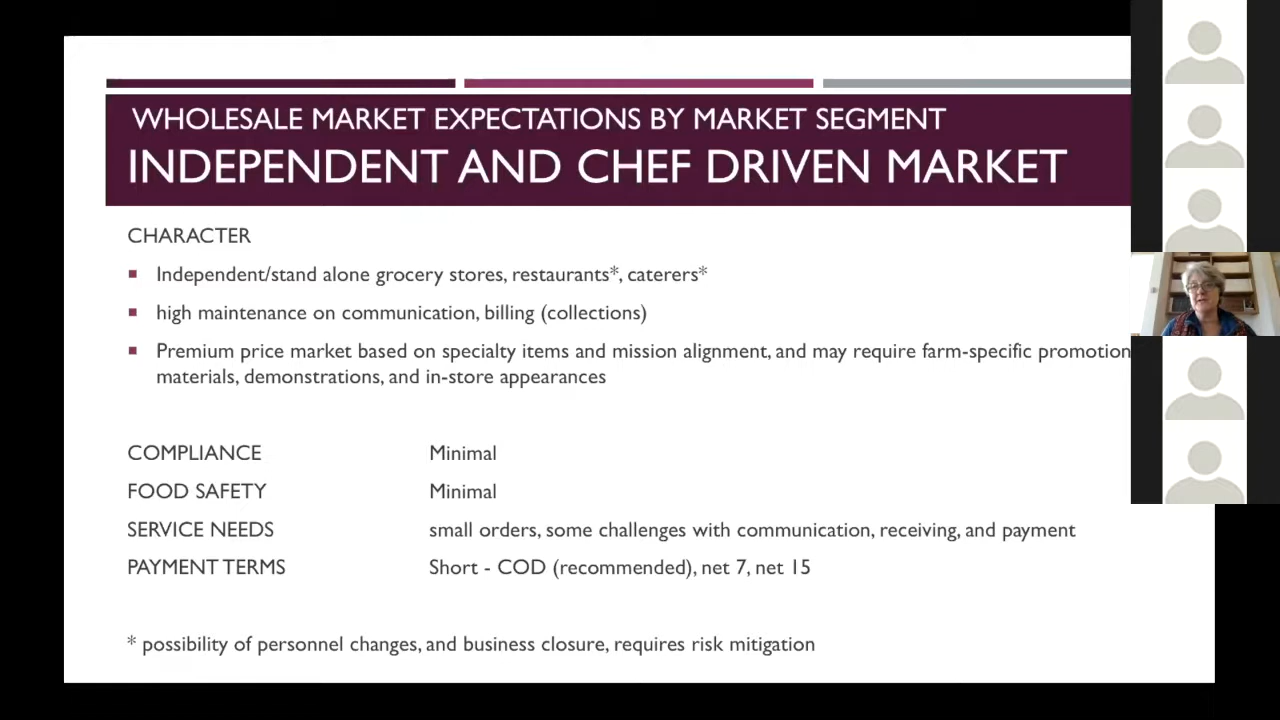 WHOLESALE MARKET EXPECTATIONS BY MARKET SEGMENT
INDEPENDENT AND CHEF DRIVEN MARKET
CHARACTER
Independent/stand alone grocery stores, restaurants*, caterers*
high maintenance on communication, billing (collections)
Premium price market based on specialty items and mission alignment, and may require farm-specific promotion
materials, demonstrations, and in-store appearances
COMPLIANCE Minimal
FOOD SAFETY Minimal
SERVICE NEEDS small orders, some challenges with communication, receiving, and payment
PAYMENT TERMS Short - COD (recommended), net 7, net 15
* possibility of personnel changes, and business closure, requires risk mitigation